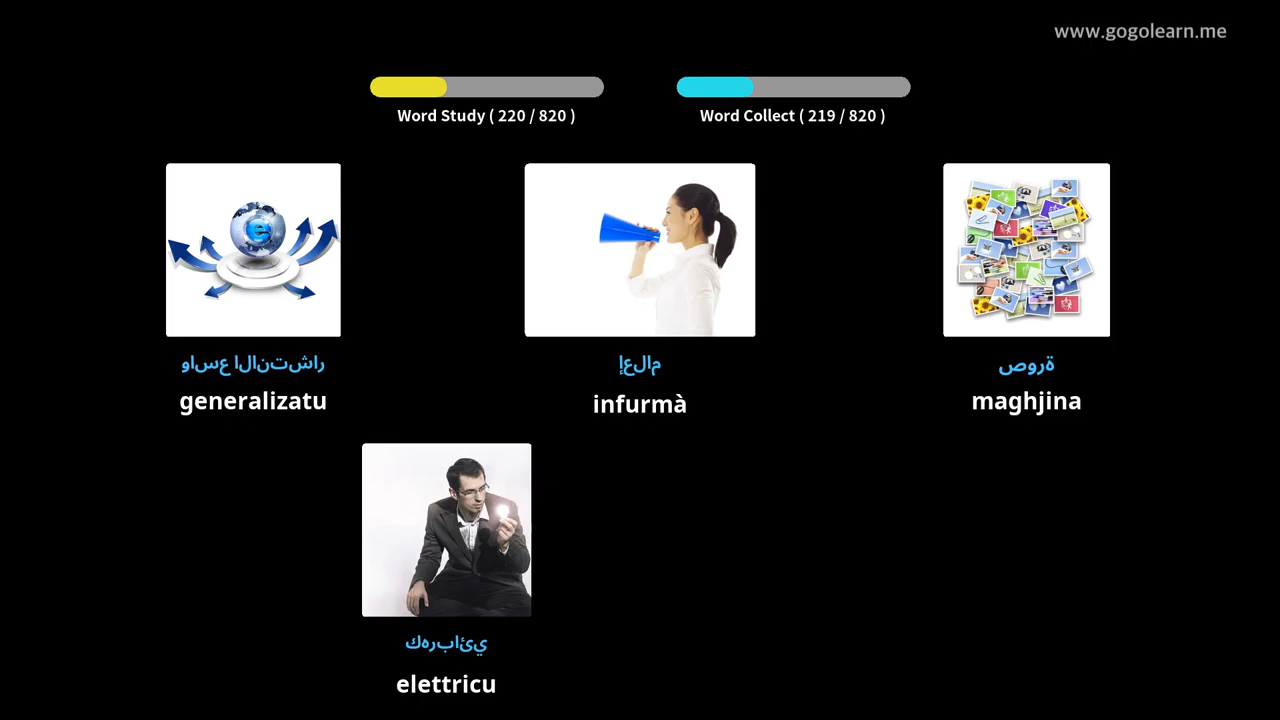 www.gogolearn.me
Word Study ( 220 / 820 )
Word Collect ( 219 / 820 )
واسع الانتشار
generalizatu
إعلام
infurmà
صورة
maghjina
كهربائي
elettricu